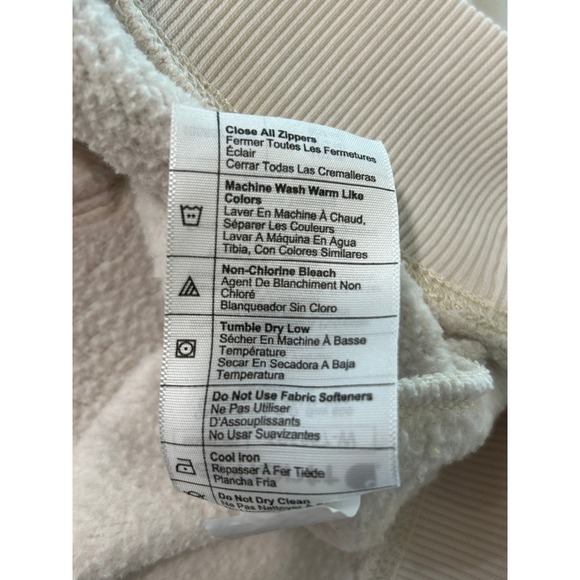 Close All Zippers
Fermer Toutes Les Fermetures
Éclair
Cerrar Todas Las Cremalleras
Machine Wash Warm Like
Colors
Laver En Machine À Chaud,
Séparer Les Couleurs
Lavar A Máquina En Agua
Tibia, Con Colores Similares
Non-Chlorine Bleach
Agent De Blanchiment Non
Chloré
Blanqueador Sin Cloro
Tumble Dry Low
Sécher En Machine À Basse
Température
Secar En Secadora A Baja
Temperatura
Do Not Use Fabric Softeners
Ne Pas Utiliser
D'Assouplissants
No Usar Suavizantes
Cool Iron
Repasser À Fer Tiède
Plancha Fria
Do Not Dry Clean
Ne Pas Nettoyer À